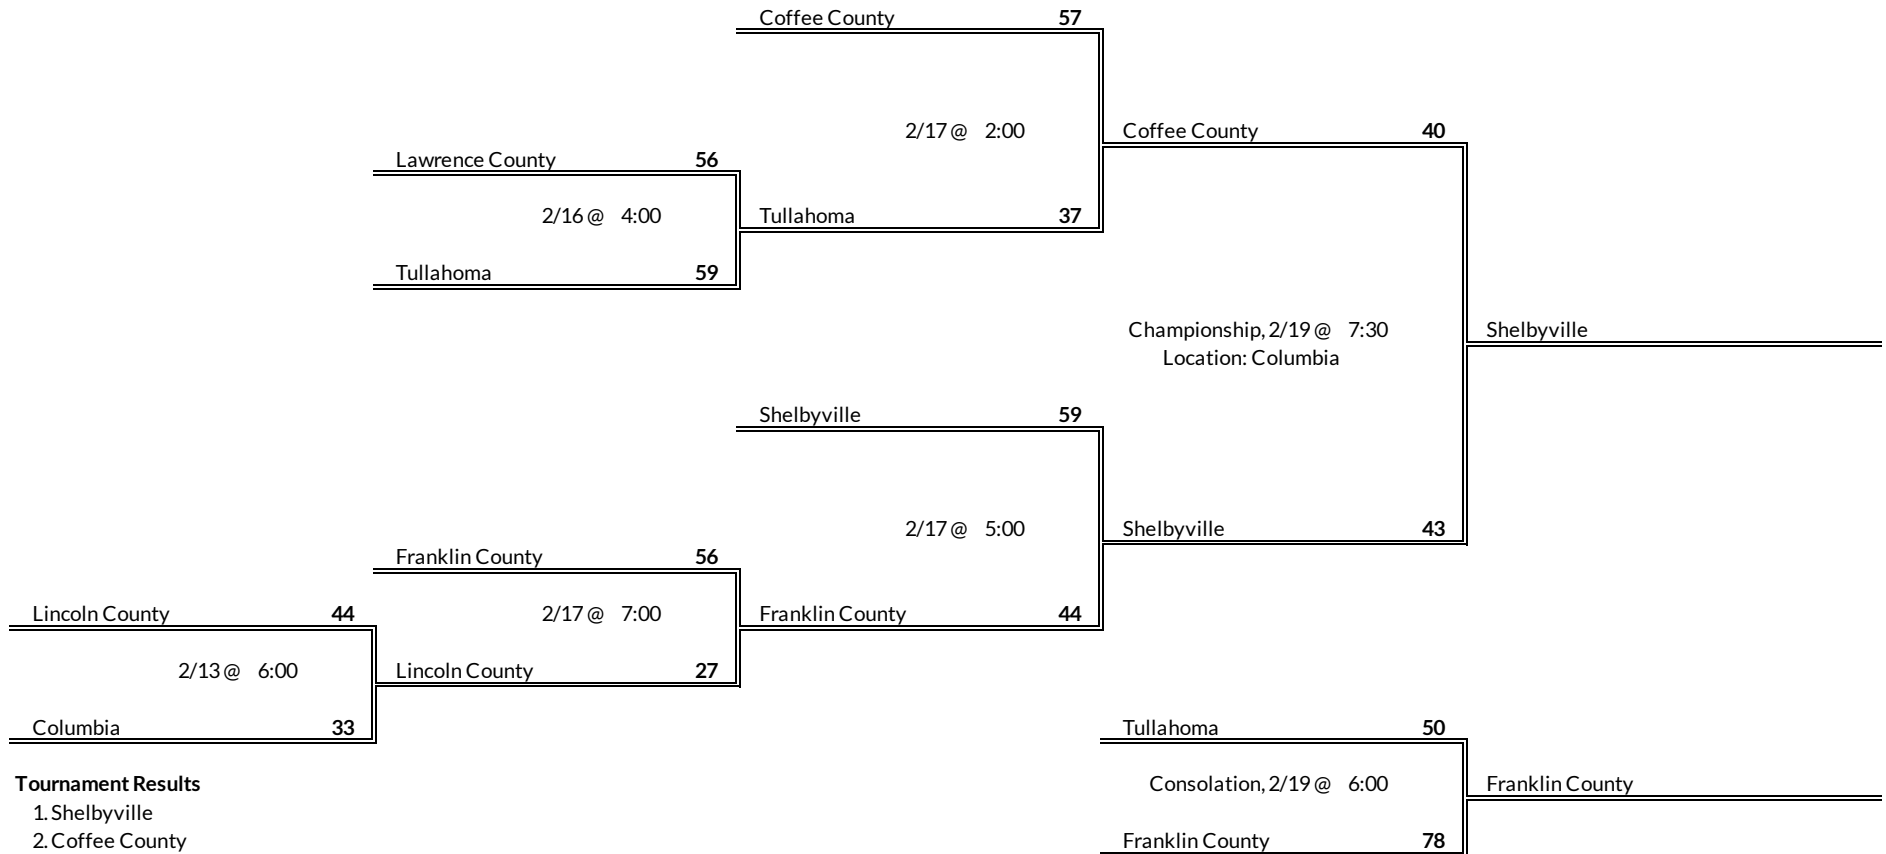 Coffee County 57
2/17 @ 2:00
Coffee County 40
Lawrence County 56
2/16 @ 4:00
Tullahoma 37
Tullahoma 59
Championship, 2/19 @ 7:30
Shelbyville
Location: Columbia
Shelbyville 59
2/17 @ 5:00
Shelbyville 43
Franklin County 56
Lincoln County 44
2/17 @ 7:00
Franklin County 44
2/13 @ 6:00
Lincoln County 27
Columbia 33
Tullahoma 50
Tournament Results
Consolation, 2/19 @ 6:00
Franklin County
1. Shelbyville
2. Coffee County
Franklin County 78